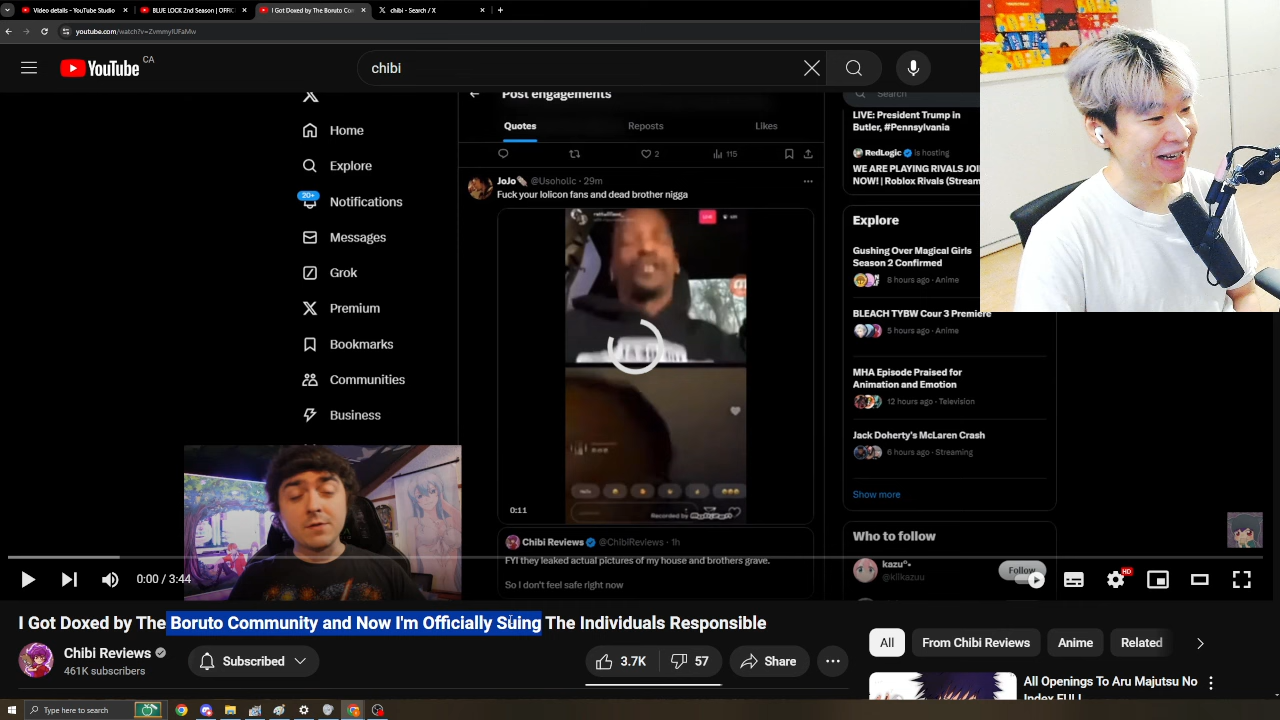 Video details - YouTube Studio
BLUE LOCK 2nd Season | OFFIC
I Got Doxed by The Boruto Com
chibi - Search / X
youtube.com/watch?v=ZvmmyIUFaMw
YouTube CA
chibi
Post engagements
Search
Quotes
Reposts
Likes
2
115
JoJo @Usoholic · 29m
Fuck your lolicon fans and dead brother nigga
0:11
Chibi Reviews @ChibiReviews · 1h
FYI they leaked actual pictures of my house and brothers grave.
So I don't feel safe right now
Home
Explore
20+
Notifications
Messages
Grok
Premium
Bookmarks
Communities
Business
LIVE: President Trump in
Butler, #Pennsylvania
RedLogic is hosting
WE ARE PLAYING RIVALS JOI
NOW! | Roblox Rivals (Stream
Explore
Gushing Over Magical Girls
Season 2 Confirmed
8 hours ago · Anime
BLEACH TYBW Cour 3 Premiere
5 hours ago · Anime
MHA Episode Praised for
Animation and Emotion
12 hours ago · Television
Jack Doherty's McLaren Crash
6 hours ago · Streaming
Show more
Who to follow
kazu
@kiikazuu
Follow
0:00 / 3:44
HD
I Got Doxed by The Boruto Community and Now I'm Officially Suing The Individuals Responsible
Chibi Reviews
461K subscribers
Subscribed
3.7K
57
Share
All
From Chibi Reviews
Anime
Related
All Openings To Aru Majutsu No
Index FULL
Type here to search